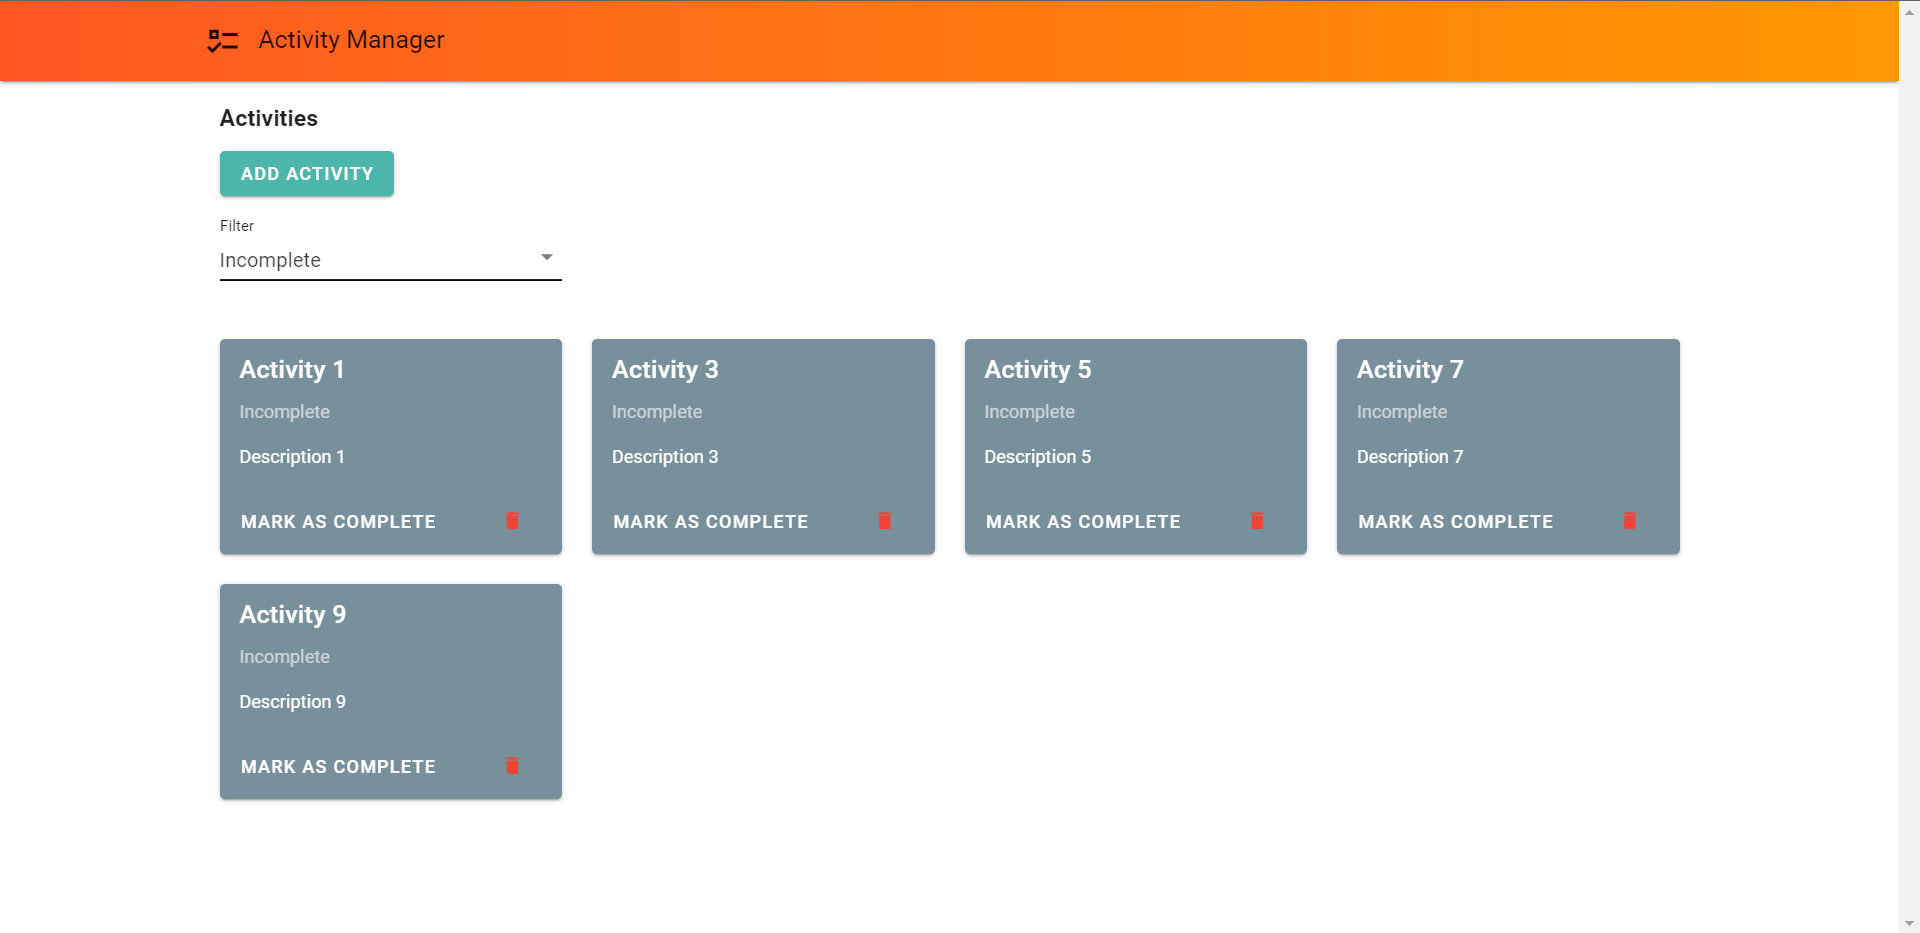 Activity Manager
Activities
ADD ACTIVITY
Filter
Incomplete
Activity 1
Incomplete
Description 1
MARK AS COMPLETE
Activity 3
Incomplete
Description 3
MARK AS COMPLETE
Activity 5
Incomplete
Description 5
MARK AS COMPLETE
Activity 7
Incomplete
Description 7
MARK AS COMPLETE
Activity 9
Incomplete
Description 9
MARK AS COMPLETE